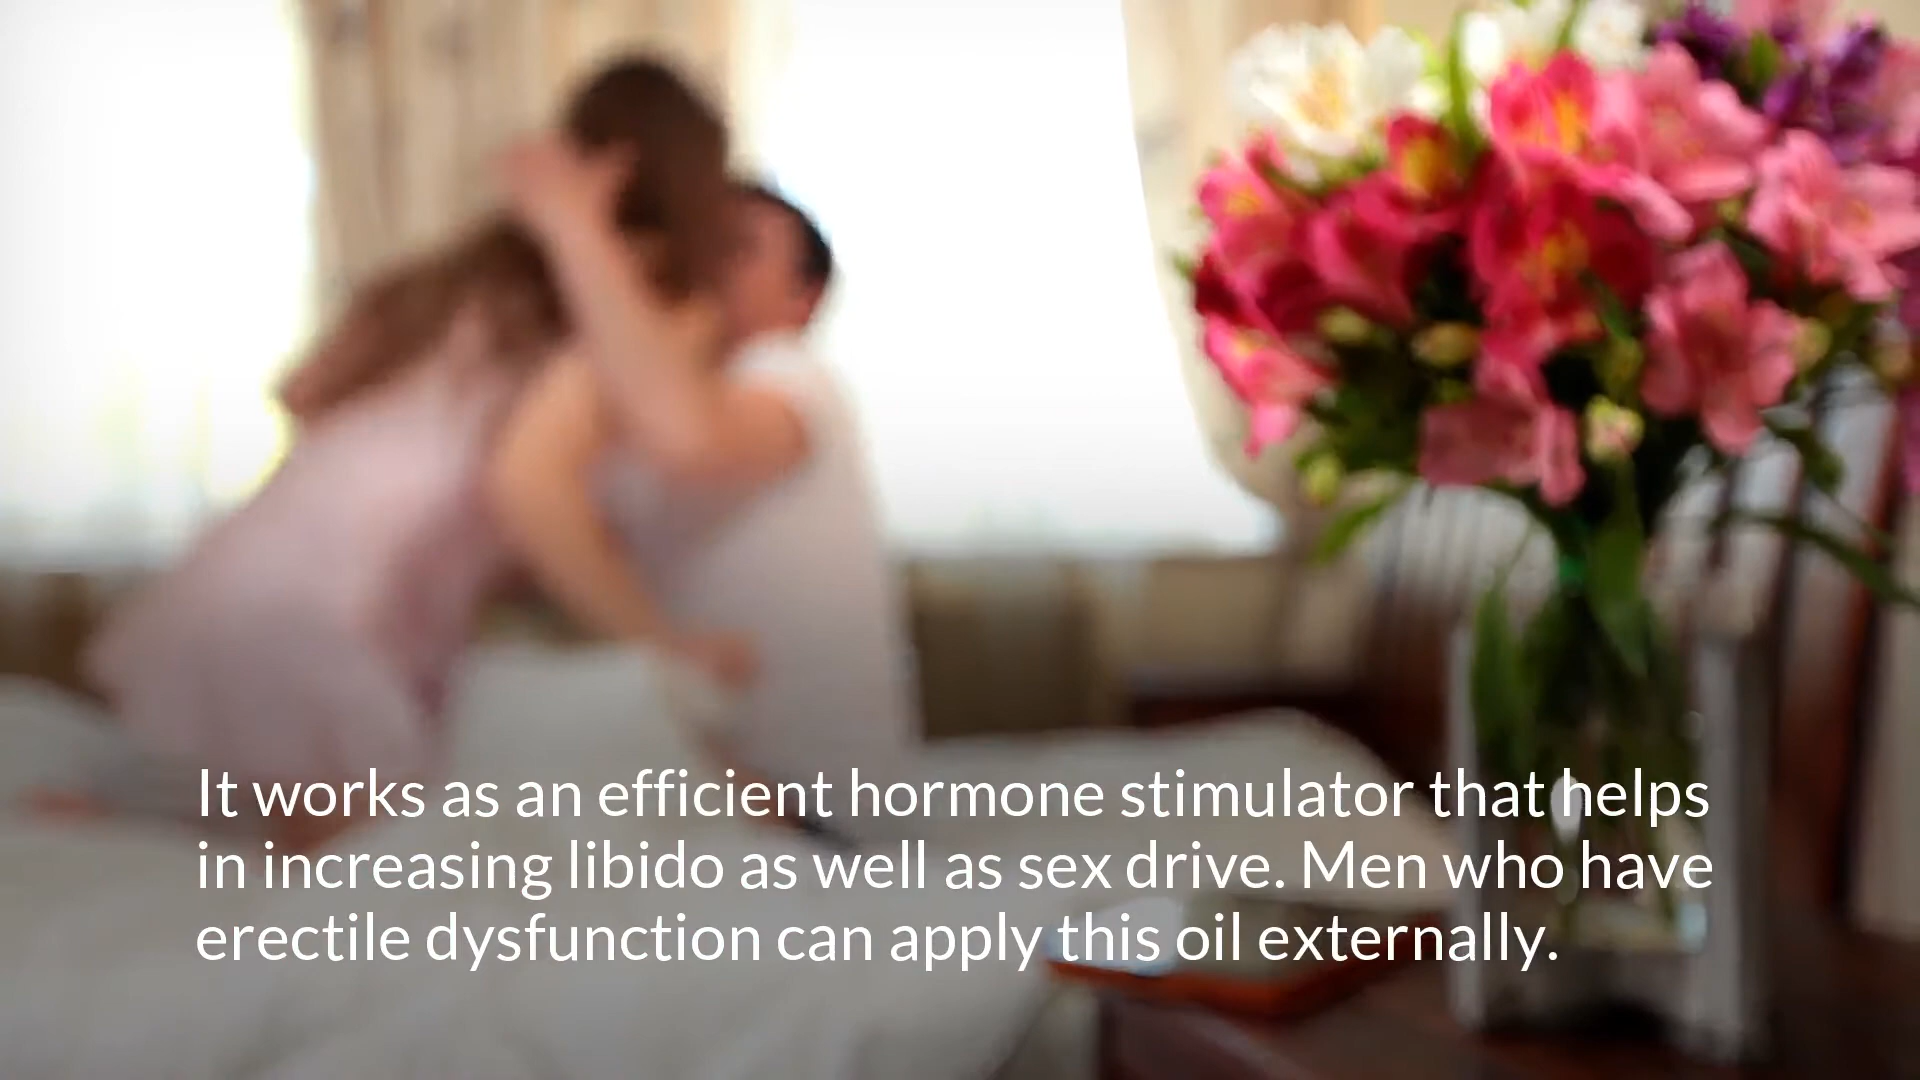 It works as an efficient hormone stimulator that helps
in increasing libido as well as sex drive. Men who have
erectile dysfunction can apply this oil externally.